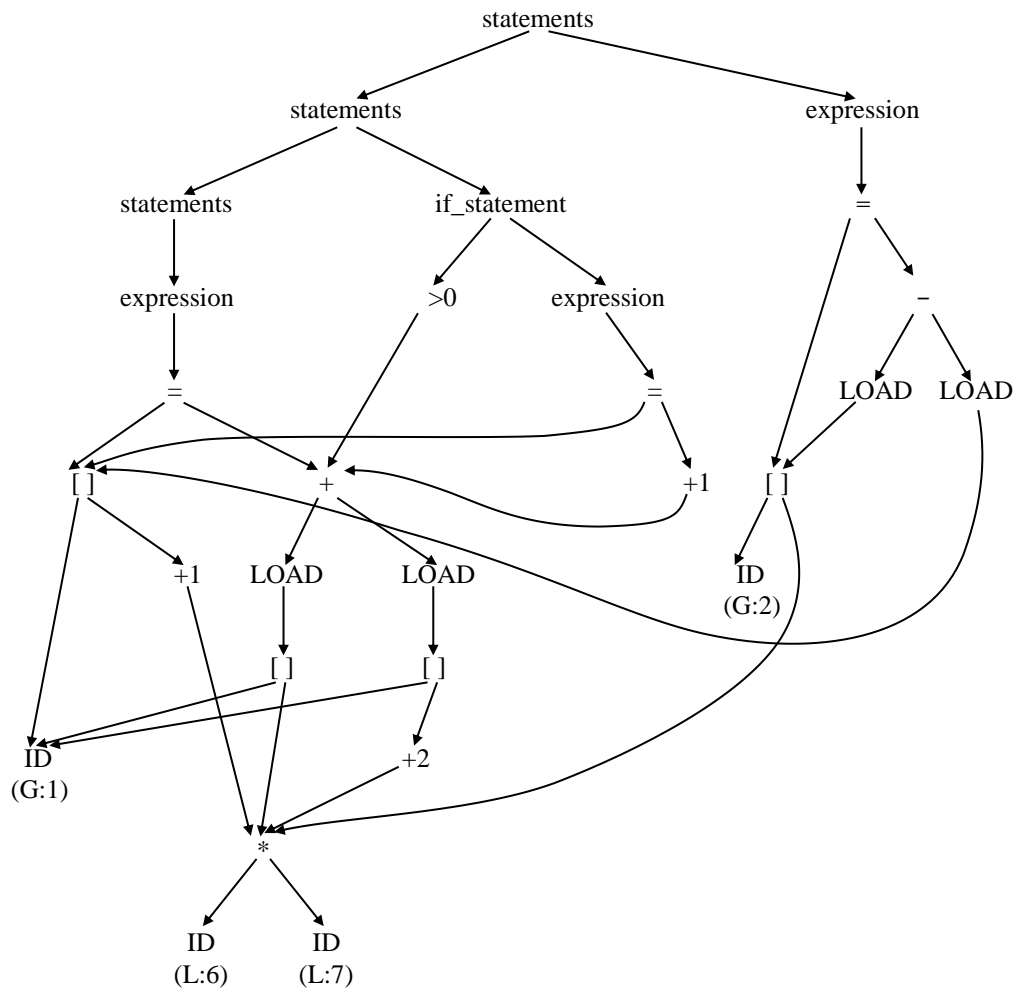 statements
statements
expression
statements
if_statement
=
expression
>0
expression
–
=
=
LOAD
LOAD
[ ]
+
+1
[ ]
+1
LOAD
LOAD
ID
(G:2)
[ ]
[ ]
ID
(G:1)
+2
*
ID
(L:6)
ID
(L:7)